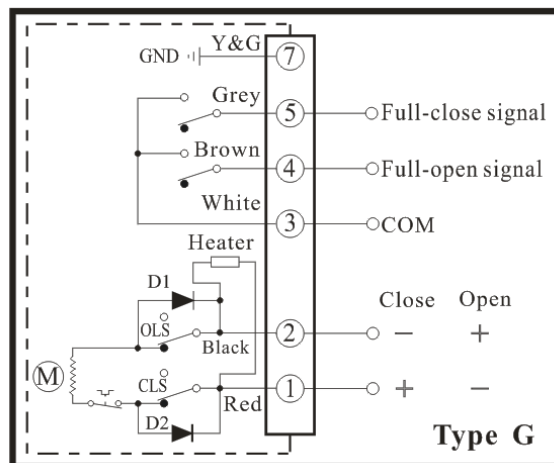 Y&G
GND
7
Grey
5
Full-close signal
Brown
4
Full-open signal
White
3
COM
Heater
D1
Close Open
OLS
2
− +
Black
M
CLS
1
+ −
Red
D2
Type G